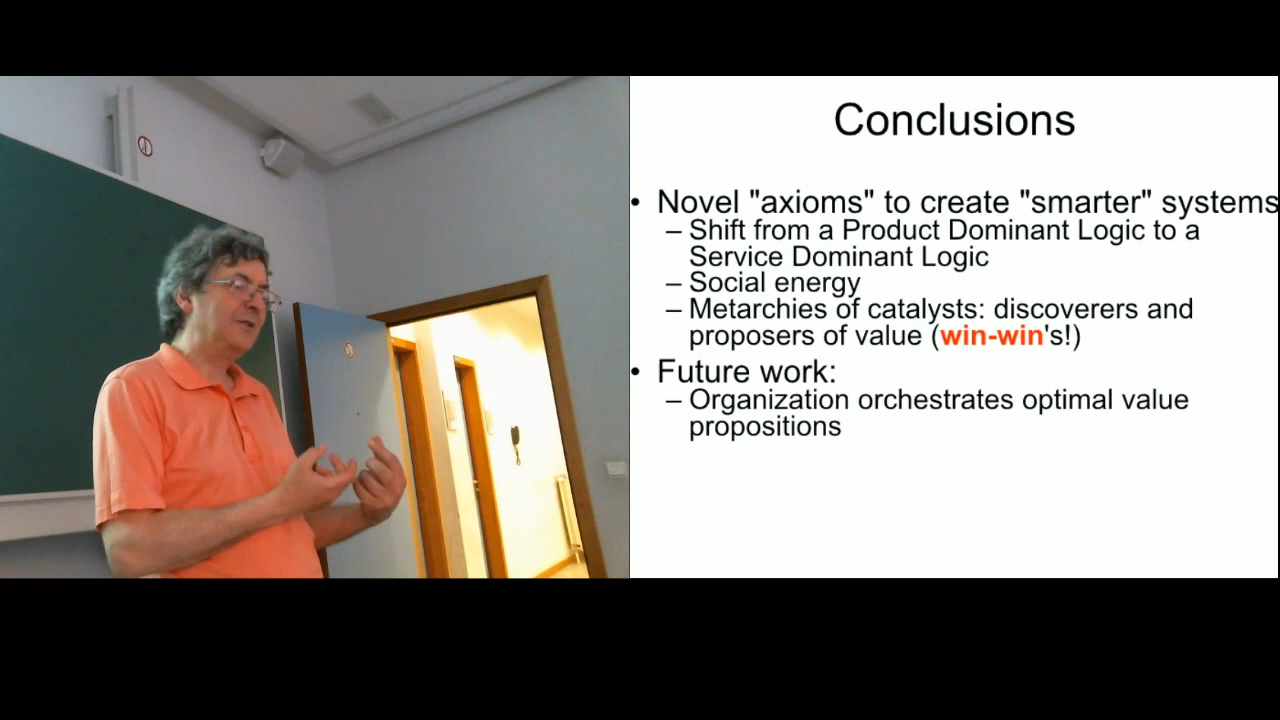 Conclusions
• Novel "axioms" to create "smarter" systems
– Shift from a Product Dominant Logic to a
Service Dominant Logic
– Social energy
– Metarchies of catalysts: discoverers and
proposers of value (win-win's!)
• Future work:
– Organization orchestrates optimal value
propositions